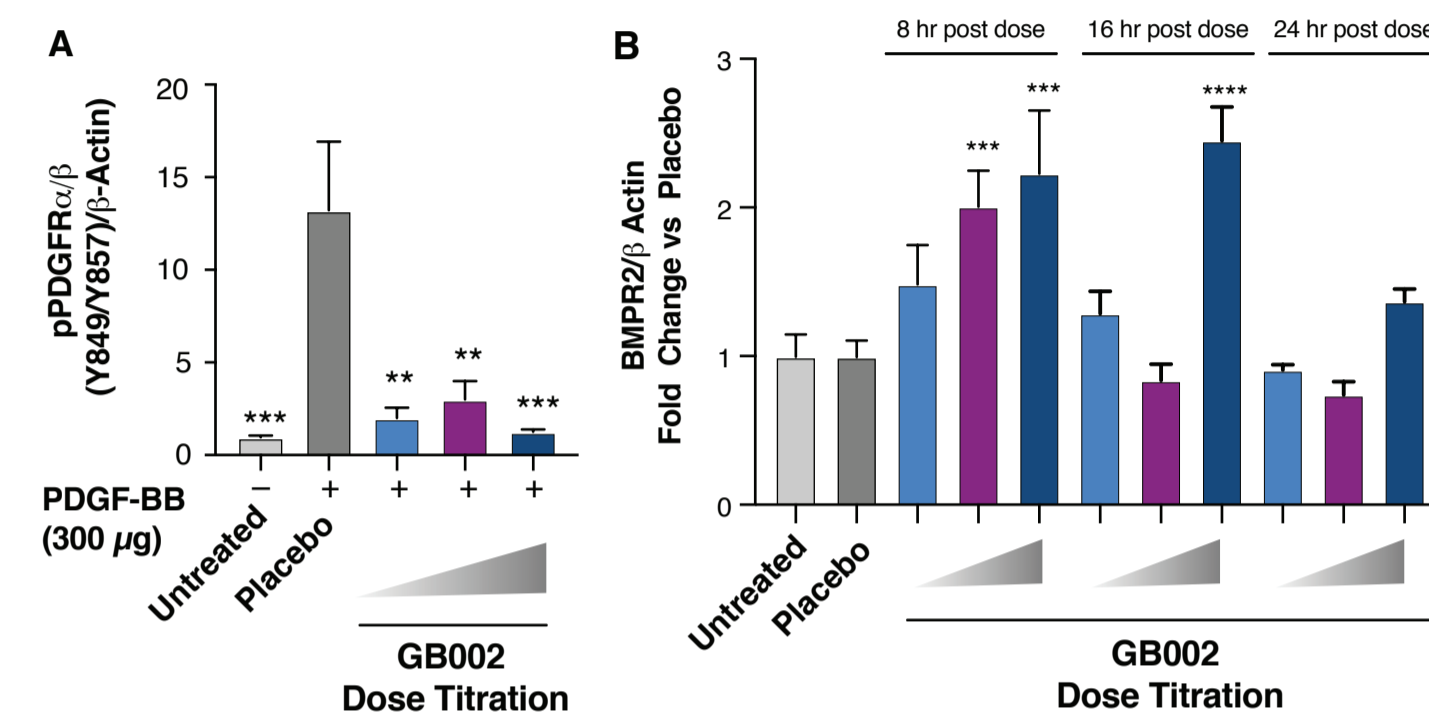 A
20
15
10
5
0
pPDGFRα/β
(Y849/Y857)/β-Actin)
***
**
**
***
PDGF-BB
(300 µg)
− + + + +
Untreated
Placebo
GB002
Dose Titration
B
8 hr post dose
16 hr post dose
24 hr post dose
3
2
1
0
BMPR2/β Actin
Fold Change vs Placebo
***
***
****
Untreated
Placebo
GB002
Dose Titration